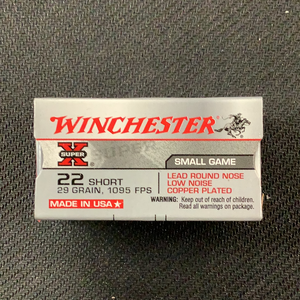 WINCHESTER
SUPER X
SUPER
SMALL GAME
22 SHORT
29 GRAIN, 1095 FPS
MADE IN USA
LEAD ROUND NOSE
LOW NOISE
COPPER PLATED
WARNING: Keep out of reach of children.
Read all warnings on package.